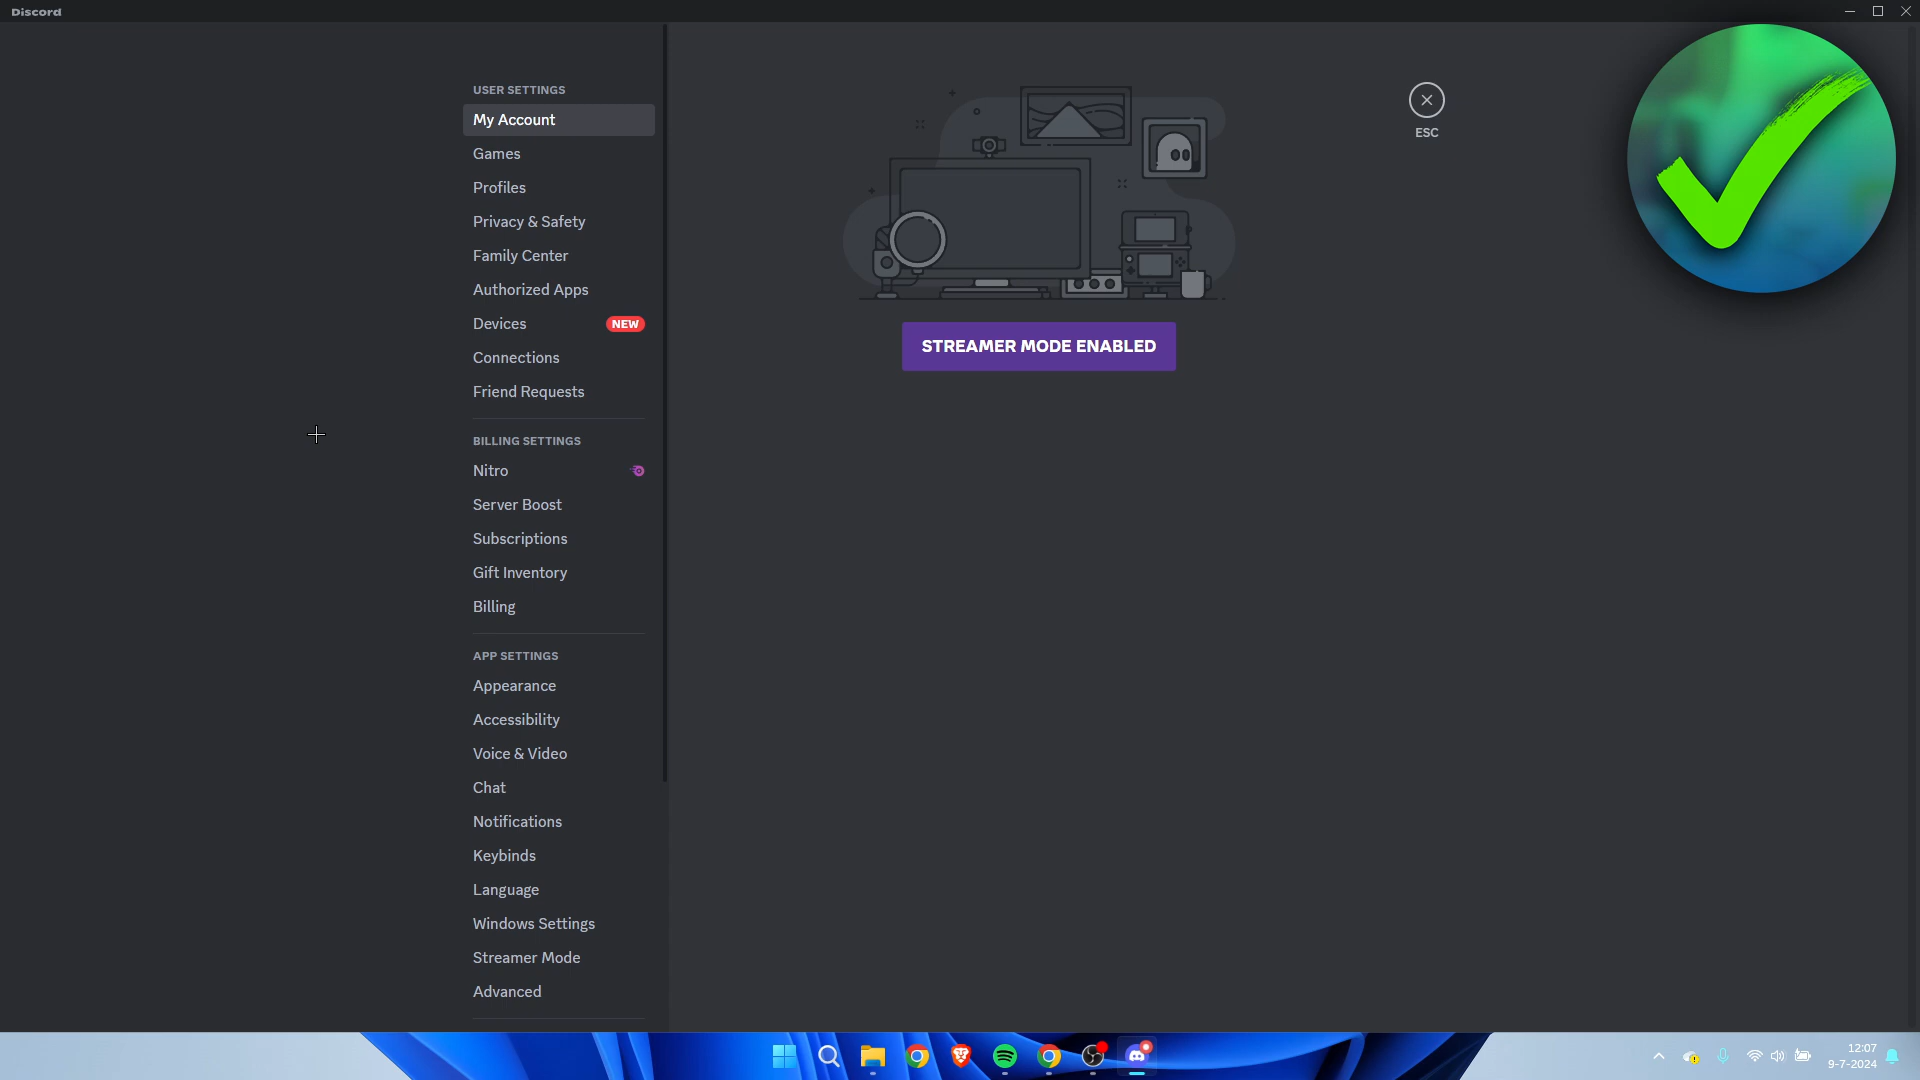 Discord
USER SETTINGS
My Account
Games
Profiles
Privacy & Safety
Family Center
Authorized Apps
Devices NEW
Connections
Friend Requests
BILLING SETTINGS
Nitro
Server Boost
Subscriptions
Gift Inventory
Billing
APP SETTINGS
Appearance
Accessibility
Voice & Video
Chat
Notifications
Keybinds
Language
Windows Settings
Streamer Mode
Advanced
ESC
STREAMER MODE ENABLED
12:07
9-7-2024